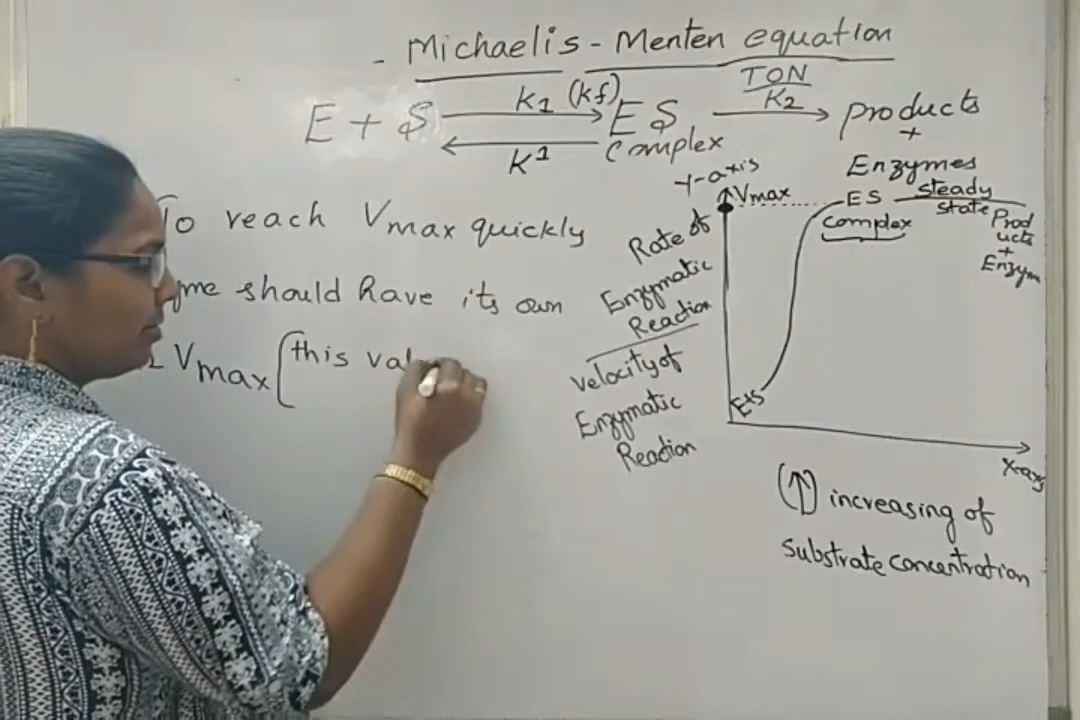 - Michaelis - Menten equation
E + S K1 (Kf) ES TON K2 products
K1 complex +
Enzymes
To reach Vmax quickly
me should have its own
2 Vmax (this val
Y-axis
Vmax
ES steady
complex state Prod
ucts
+
Enzym
Rate of
Enzymatic
Reaction
velocity of
Enzymatic
Reaction
E+S
X-axis
(↑) increasing of
substrate concentration